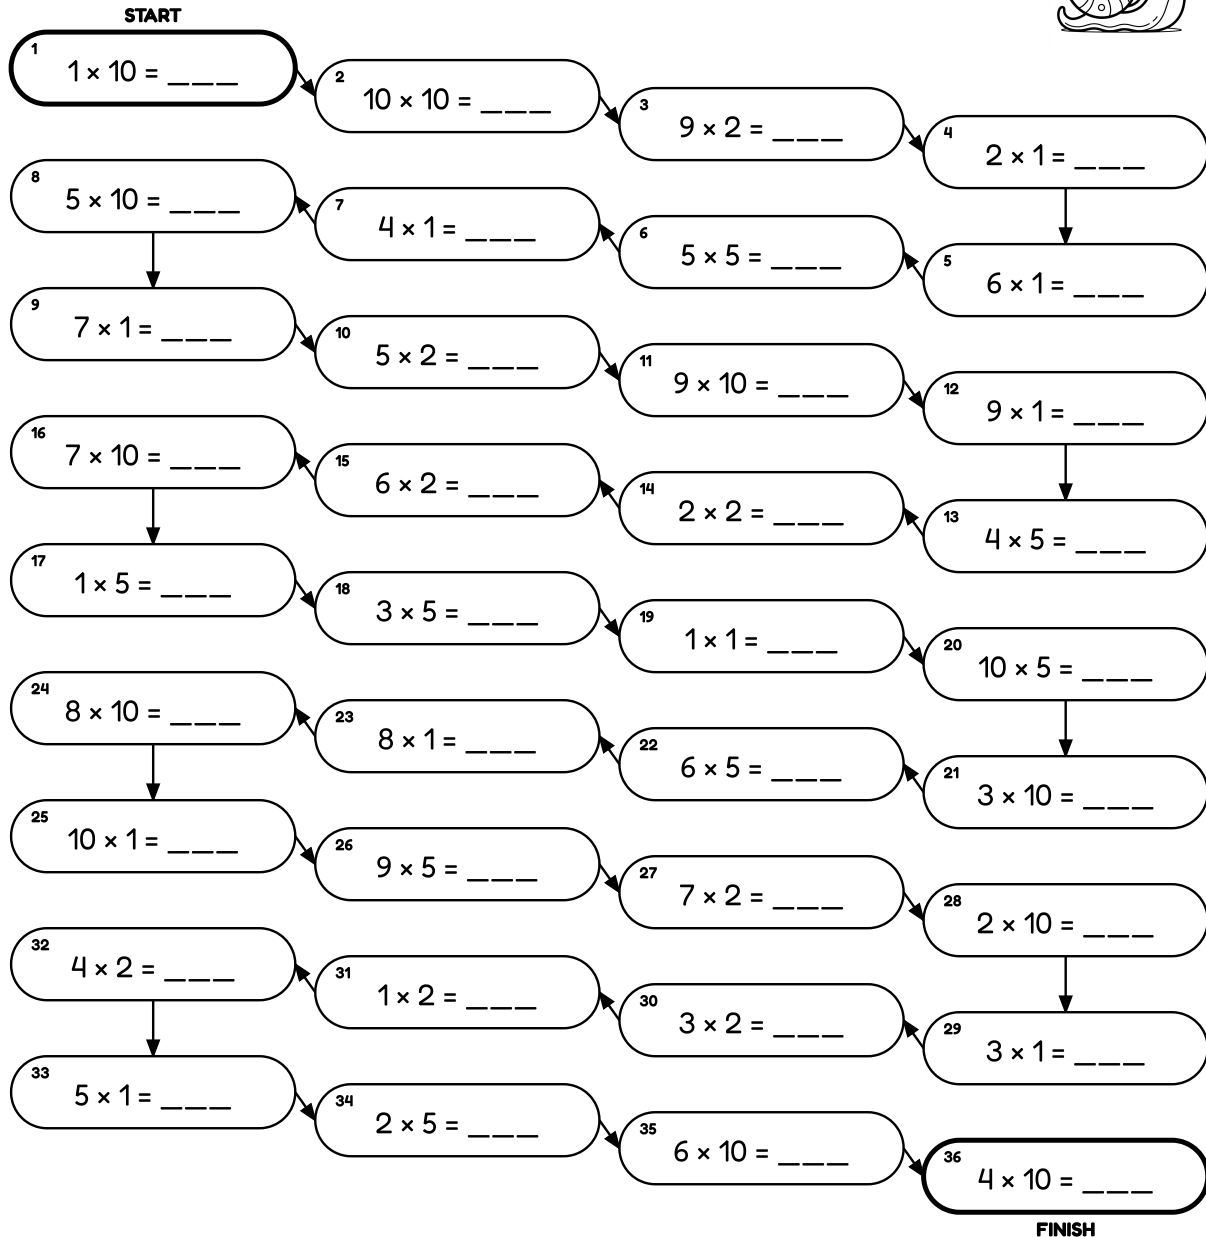 START
1
1 × 10 = ___
2
10 × 10 = ___
3
9 × 2 = ___
4
2 × 1 = ___
8
5 × 10 = ___
7
4 × 1 = ___
6
5 × 5 = ___
5
6 × 1 = ___
9
7 × 1 = ___
10
5 × 2 = ___
11
9 × 10 = ___
12
9 × 1 = ___
16
7 × 10 = ___
15
6 × 2 = ___
14
2 × 2 = ___
13
4 × 5 = ___
17
1 × 5 = ___
18
3 × 5 = ___
19
1 × 1 = ___
20
10 × 5 = ___
24
8 × 10 = ___
23
8 × 1 = ___
22
6 × 5 = ___
21
3 × 10 = ___
25
10 × 1 = ___
26
9 × 5 = ___
27
7 × 2 = ___
28
2 × 10 = ___
32
4 × 2 = ___
31
1 × 2 = ___
30
3 × 2 = ___
29
3 × 1 = ___
33
5 × 1 = ___
34
2 × 5 = ___
35
6 × 10 = ___
36
4 × 10 = ___
FINISH